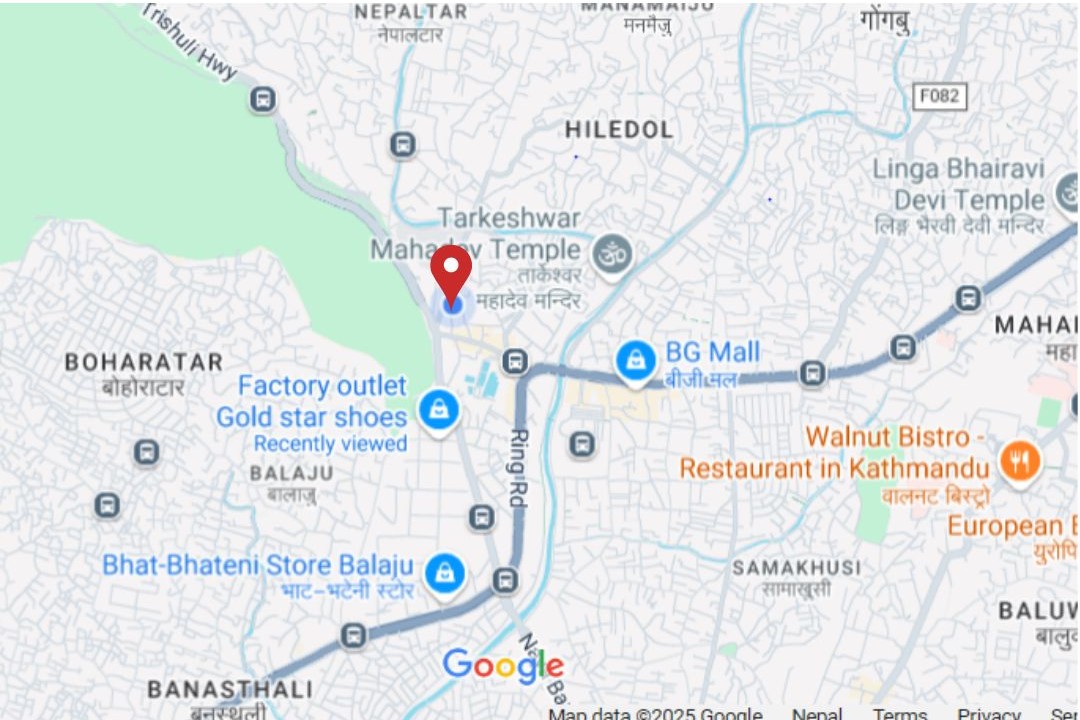 NEPALTAR
नेपालटार
MANAMAIJU
मनमैजु
गोंगबु
Trishuli Hwy
F082
HILEDOL
Linga Bhairavi
Devi Temple
लिङ्ग भैरवी देवी मन्दिर
Tarkeshwar
Mahadev Temple
तार्केश्वर
महादेव मन्दिर
BOHARATAR
बोहोराटार
BG Mall
बीजी मल
MAHA
महा
Factory outlet
Gold star shoes
Recently viewed
Ring Rd
Walnut Bistro -
Restaurant in Kathmandu
वालनट बिस्ट्रो
BALAJU
बालाजु
European
युरोपि
Bhat-Bhateni Store Balaju
भाट-भटेनी स्टोर
SAMAKHUSI
सामाखुसी
BALUW
बालुव
Google
BANASTHALI
बनस्थली
Map data ©2025 Google Nepal Terms Privacy